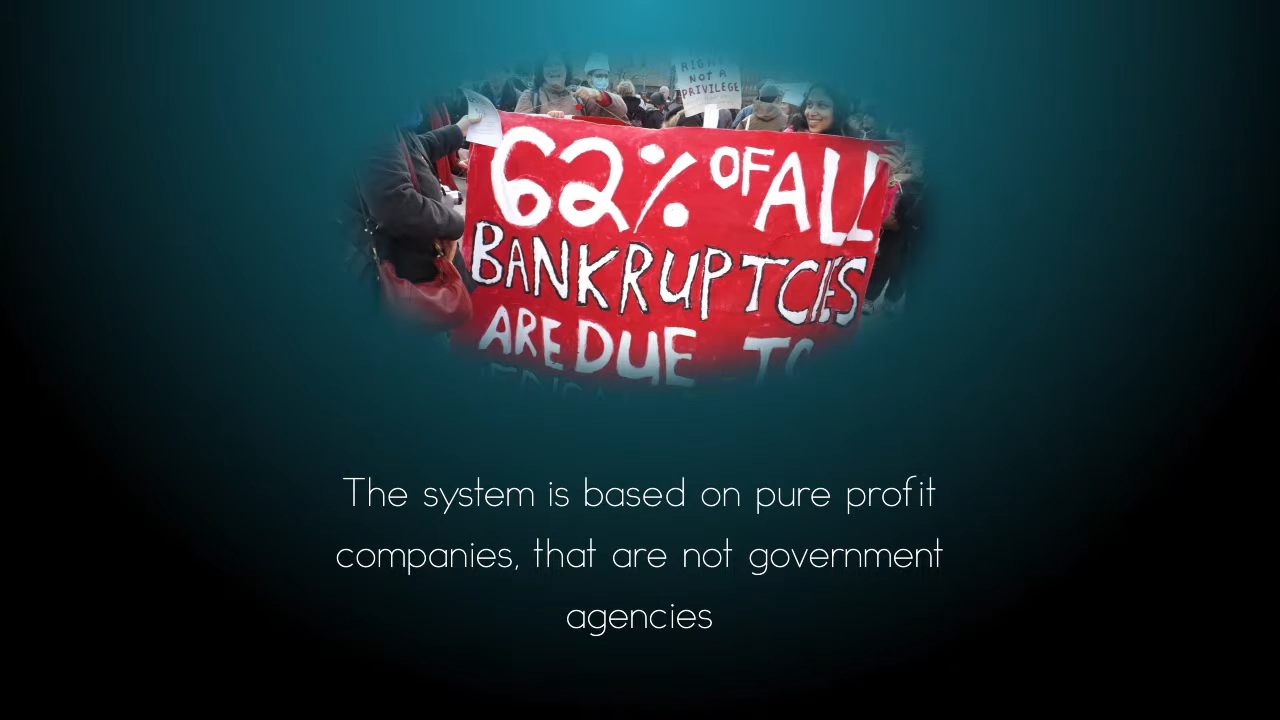 RIGHT
NOT A
PRIVILEGE
62% OF ALL
BANKRUPTCIES
ARE DUE TO
The system is based on pure profit
companies, that are not government
agencies